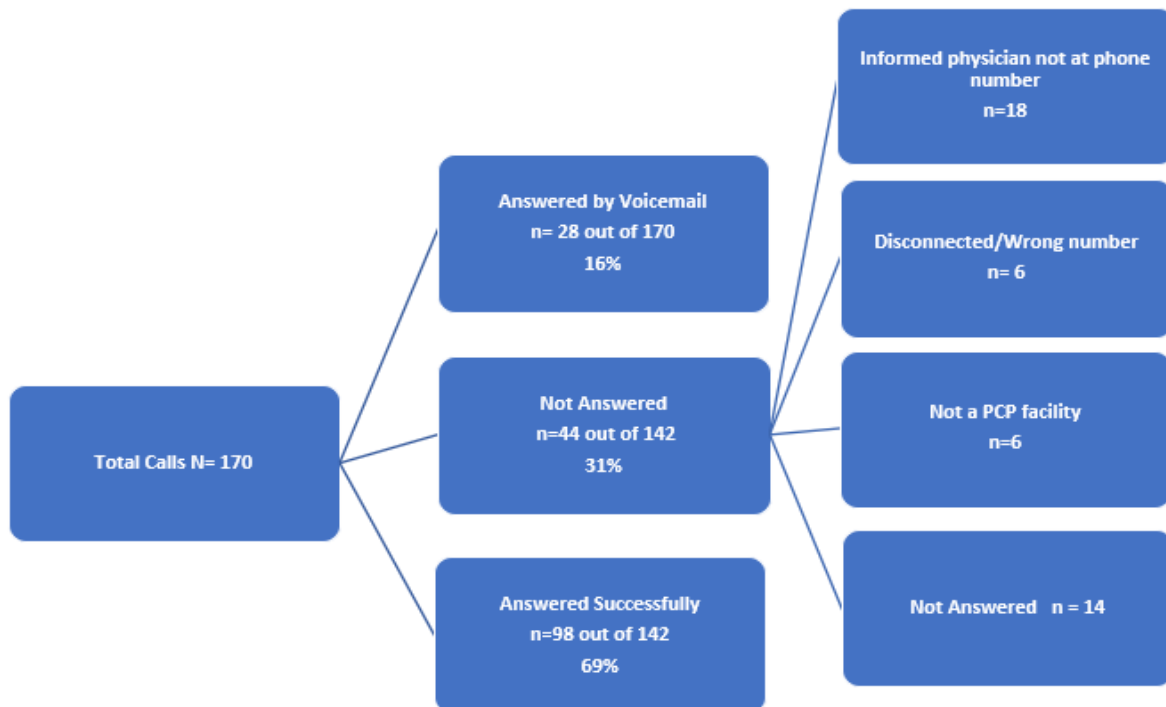 Total Calls N= 170
Answered by Voicemail
n= 28 out of 170
16%
Not Answered
n=44 out of 142
31%
Answered Successfully
n=98 out of 142
69%
Informed physician not at phone
number
n=18
Disconnected/Wrong number
n= 6
Not a PCP facility
n=6
Not Answered n = 14